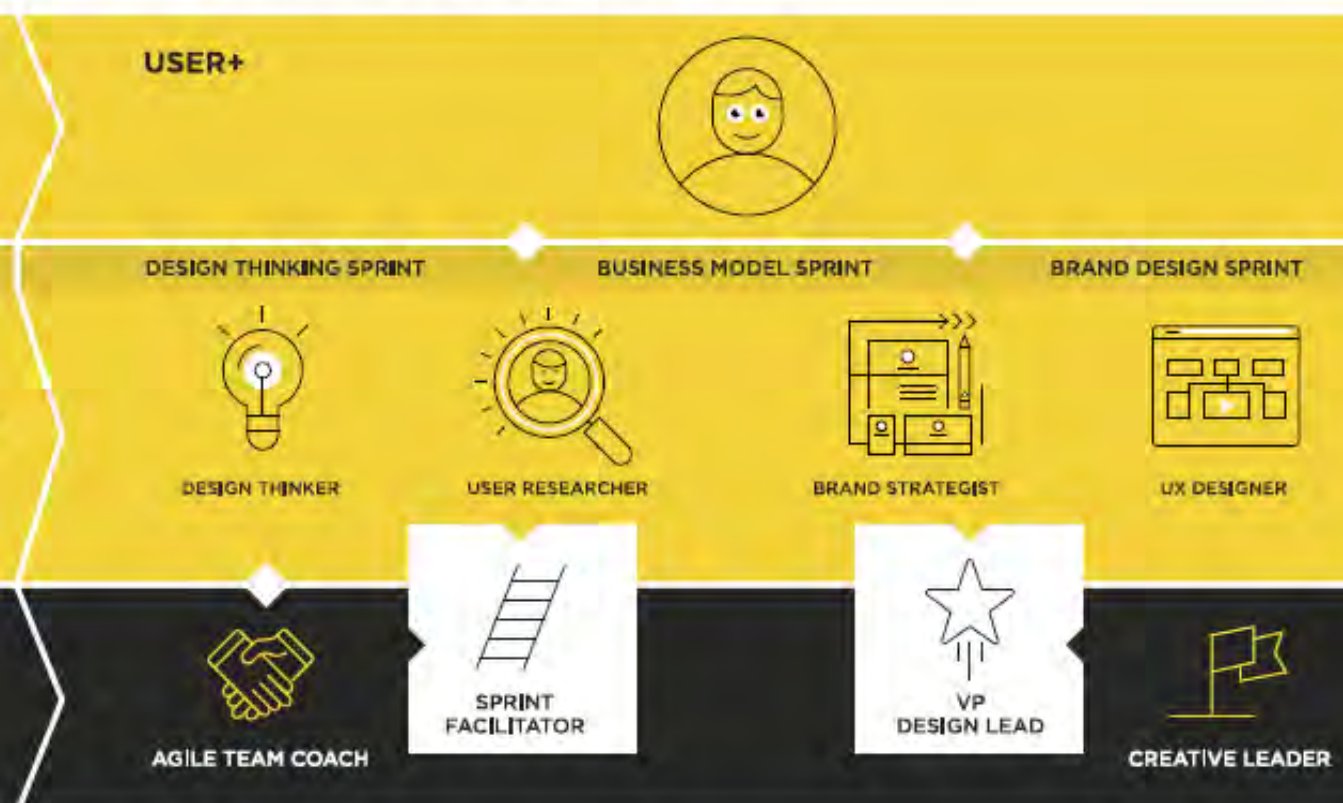 USER+
DESIGN THINKING SPRINT
BUSINESS MODEL SPRINT
BRAND DESIGN SPRINT
DESIGN THINKER
USER RESEARCHER
BRAND STRATEGIST
UX DESIGNER
SPRINT
FACILITATOR
VP
DESIGN LEAD
AGILE TEAM COACH
CREATIVE LEADER